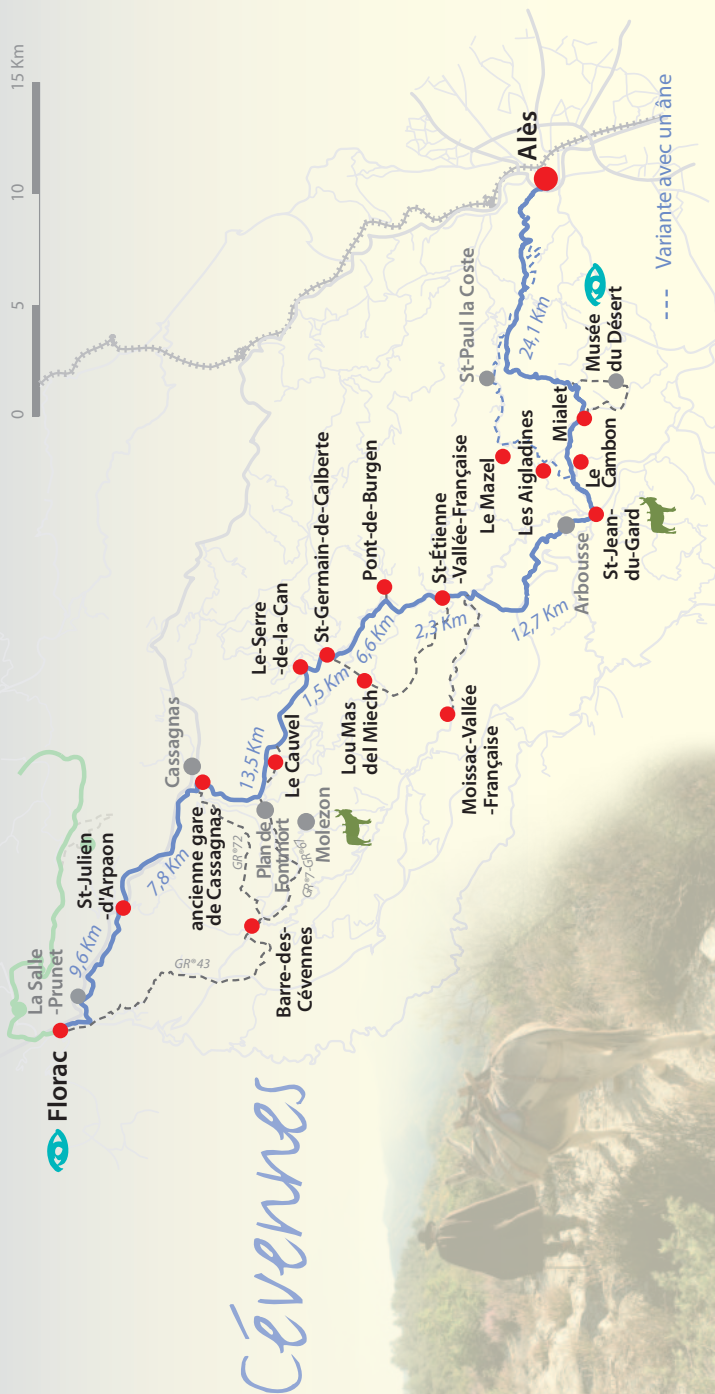 Cévennes
Florac
La Salle
-Prunet
9,6 Km
St-Julien
-d'Arpaon
7,8 Km
Cassagnas
ancienne gare
de Cassagnas
GR®43
GR®72
GR®7-GR®67
Barre-des-
Cévennes
13,5 Km
Plan de
Fontmort
Molezon
Le Cauvel
Le-Serre
-de-la-Can
1,5 Km
St-Germain-de-Calberte
Lou Mas
del Miech
6,6 Km
Pont-de-Burgen
2,3 Km
St-Étienne
-Vallée-Française
Moissac-Vallée
-Française
12,7 Km
Arbousse
St-Jean-
du-Gard
Le Mazel
Les Aigladines
Le
Cambon
Mialet
St-Paul la Coste
Musée
du Désert
24,1 Km
Alès
0 5 10 15 Km
Variante avec un âne